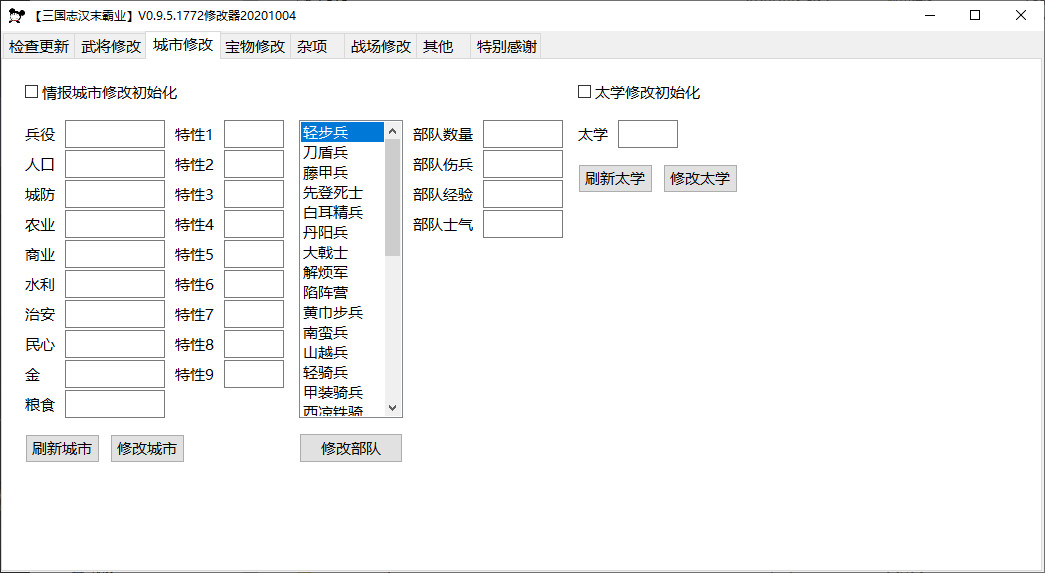 【三国志汉末霸业】V0.9.5.1772修改器20201004
检查更新 武将修改 城市修改 宝物修改 杂项 战场修改 其他 特别感谢
情报城市修改初始化
兵役
人口
城防
农业
商业
水利
治安
民心
金
粮食
特性1
特性2
特性3
特性4
特性5
特性6
特性7
特性8
特性9
刷新城市 修改城市
轻步兵
刀盾兵
藤甲兵
先登死士
白耳精兵
丹阳兵
大戟士
解烦军
陷阵营
黄巾步兵
南蛮兵
山越兵
轻骑兵
甲装骑兵
西凉铁骑
修改部队
部队数量
部队伤兵
部队经验
部队士气
太学修改初始化
太学
刷新太学 修改太学